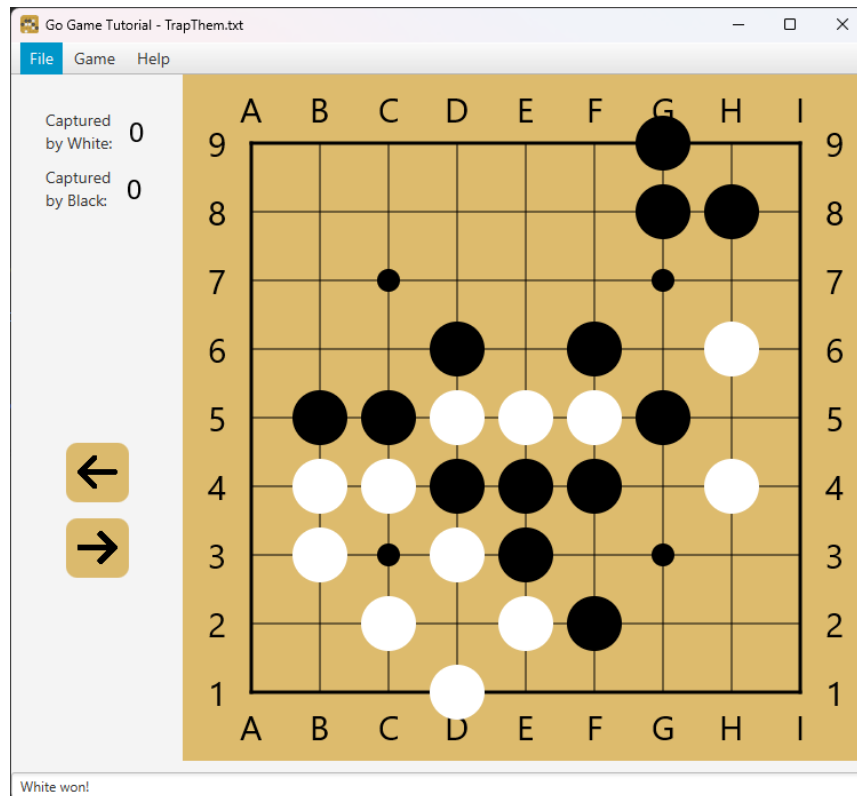 Go Game Tutorial - TrapThem.txt
File Game Help
Captured
by White: 0
Captured
by Black: 0
A B C D E F G H I
9 9
8 8
7 7
6 6
5 5
4 4
3 3
2 2
1 1
A B C D E F G H I
White won!